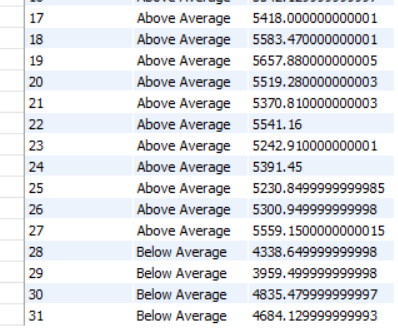 17 Above Average 5418.000000000001
18 Above Average 5583.470000000001
19 Above Average 5657.880000000005
20 Above Average 5519.280000000003
21 Above Average 5370.810000000003
22 Above Average 5541.16
23 Above Average 5242.910000000001
24 Above Average 5391.45
25 Above Average 5230.8499999999985
26 Above Average 5300.949999999998
27 Above Average 5559.1500000000015
28 Below Average 4338.649999999998
29 Below Average 3959.499999999998
30 Below Average 4835.479999999997
31 Below Average 4684.129999999993